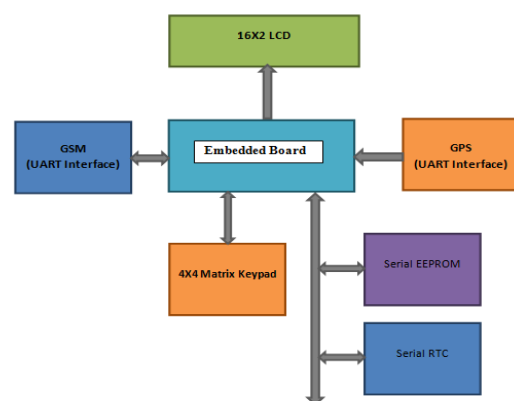 16X2 LCD
GSM
(UART Interface)
Embedded Board
GPS
(UART Interface)
4X4 Matrix Keypad
Serial EEPROM
Serial RTC